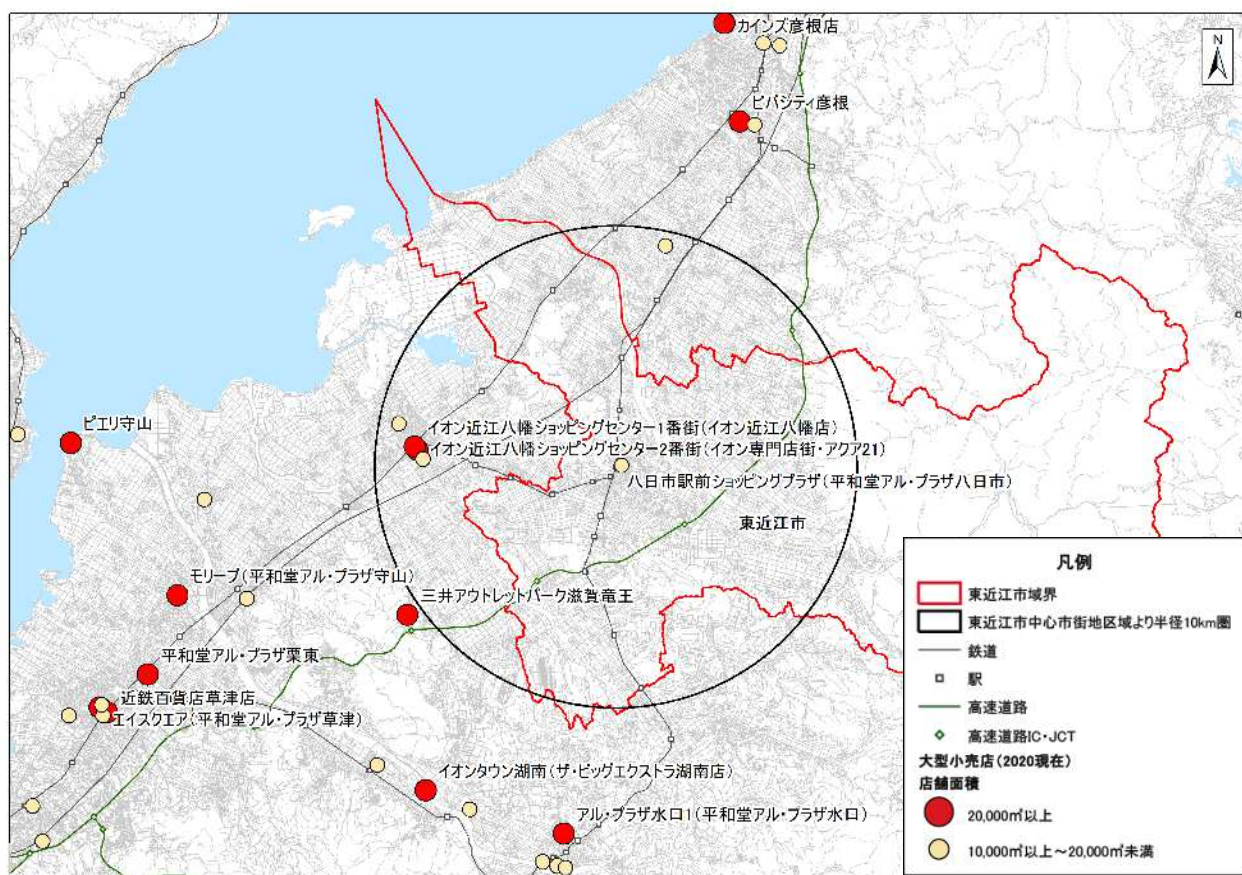 カインズ彦根店
N
ビバシティ彦根
ピエリ守山
イオン近江八幡ショッピングセンター1番街(イオン近江八幡店)
イオン近江八幡ショッピングセンター2番街(イオン専門店街・アクア21)
八日市駅前ショッピングプラザ(平和堂アル・プラザ八日市)
東近江市
モリーブ(平和堂アル・プラザ守山)
三井アウトレットパーク滋賀竜王
平和堂アル・プラザ栗東
近鉄百貨店草津店
エイスクエア(平和堂アル・プラザ草津)
イオンタウン湖南(ザ・ビッグエクストラ湖南店)
アル・プラザ水口1(平和堂アル・プラザ水口)
凡例
東近江市域界
東近江市中心市街地区域より半径10km圏
鉄道
駅
高速道路
高速道路IC・JCT
大型小売店(2020現在)
店舗面積
20,000㎡以上
10,000㎡以上～20,000㎡未満